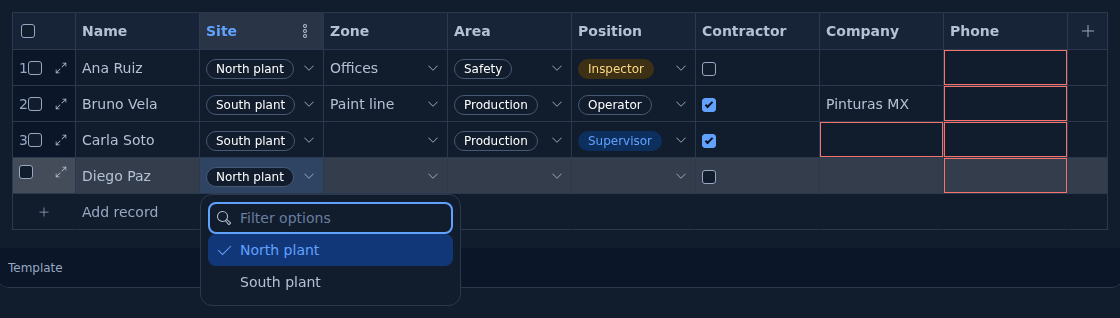 Name Site Zone Area Position Contractor Company Phone
1 Ana Ruiz North plant Offices Safety Inspector
2 Bruno Vela South plant Paint line Production Operator Pinturas MX
3 Carla Soto South plant Production Supervisor
Diego Paz North plant
Add record
Filter options
North plant
South plant
Template